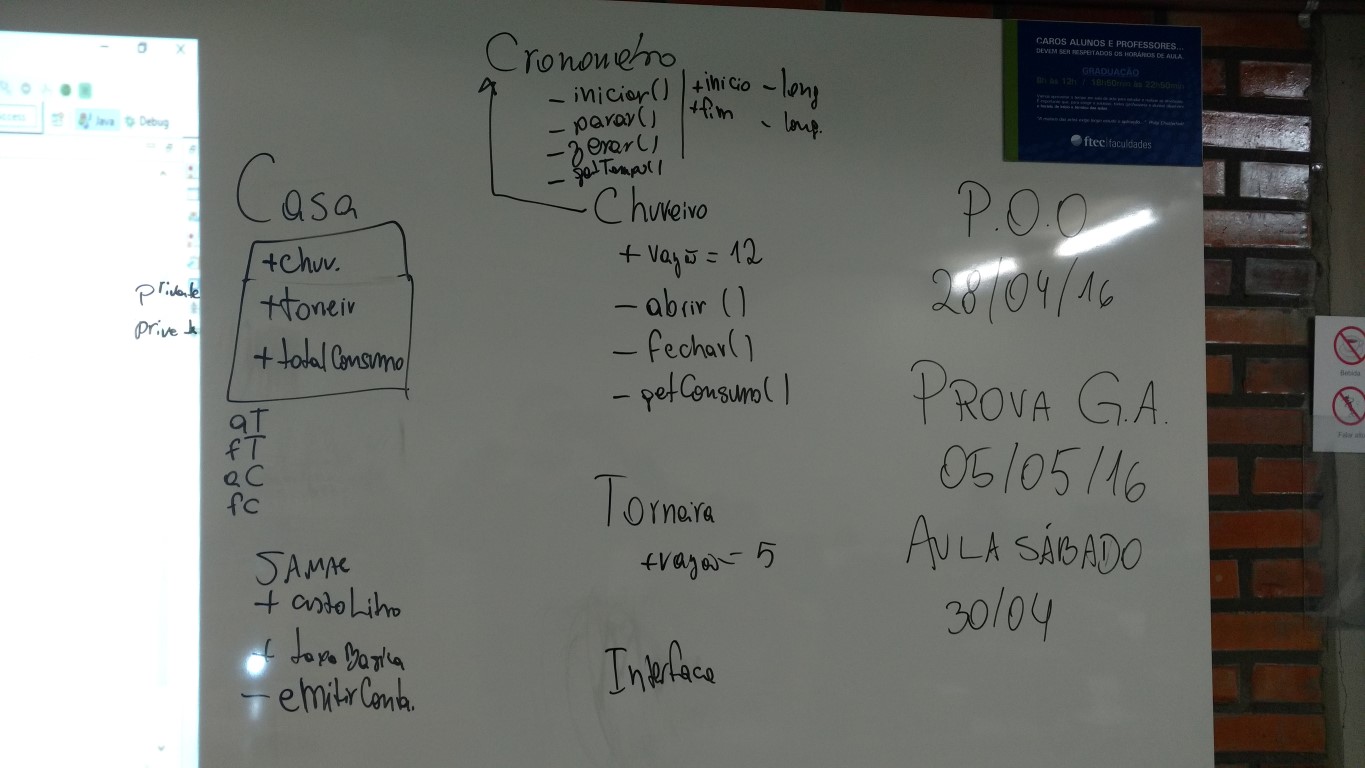 Cronometro
- iniciar()
- parar()
- zerar()
- getTempo()
+inicio - long
+fim - long.
Casa
+chuv.
+torneir
+totalConsumo
private
aT
fT
aC
fC
SAMAE
+ custoLitro
+ taxaBasica
- emitirConta.
Chuveiro
+ vazão = 12
- abrir ()
- fechar()
- getConsumo()
Torneira
+vazão = 5
Interface
P.O.O
28/04/16
PROVA G.A.
05/05/16
AULA SÁBADO
30/04
CAROS ALUNOS E PROFESSORES...
DEVEM SER RESPEITADOS OS HORÁRIOS DE AULA.
GRADUAÇÃO
ftec faculdades
Java
Debug
Bebida